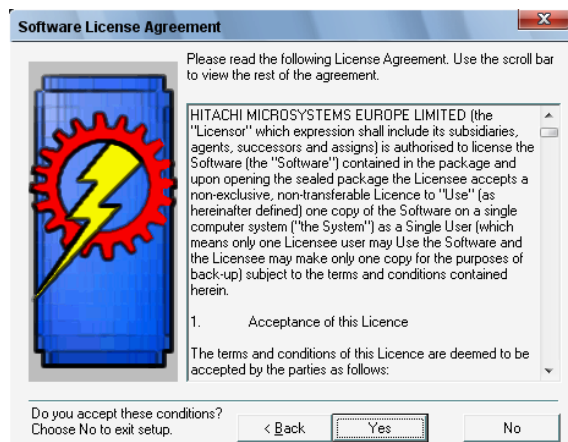 Software License Agreement
Please read the following License Agreement. Use the scroll bar
to view the rest of the agreement.
HITACHI MICROSYSTEMS EUROPE LIMITED (the
"Licensor" which expression shall include its subsidiaries,
agents, successors and assigns) is authorised to license the
Software (the "Software") contained in the package and
upon opening the sealed package the Licensee accepts a
non-exclusive, non-transferable Licence to "Use" (as
hereinafter defined) one copy of the Software on a single
computer system ("the System") as a Single User (which
means only one Licensee user may Use the Software and
the Licensee may make only one copy for the purposes of
back-up) subject to the terms and conditions contained
herein.
1. Acceptance of this Licence
The terms and conditions of this Licence are deemed to be
accepted by the parties as follows:
Do you accept these conditions?
Choose No to exit setup.
< Back Yes No